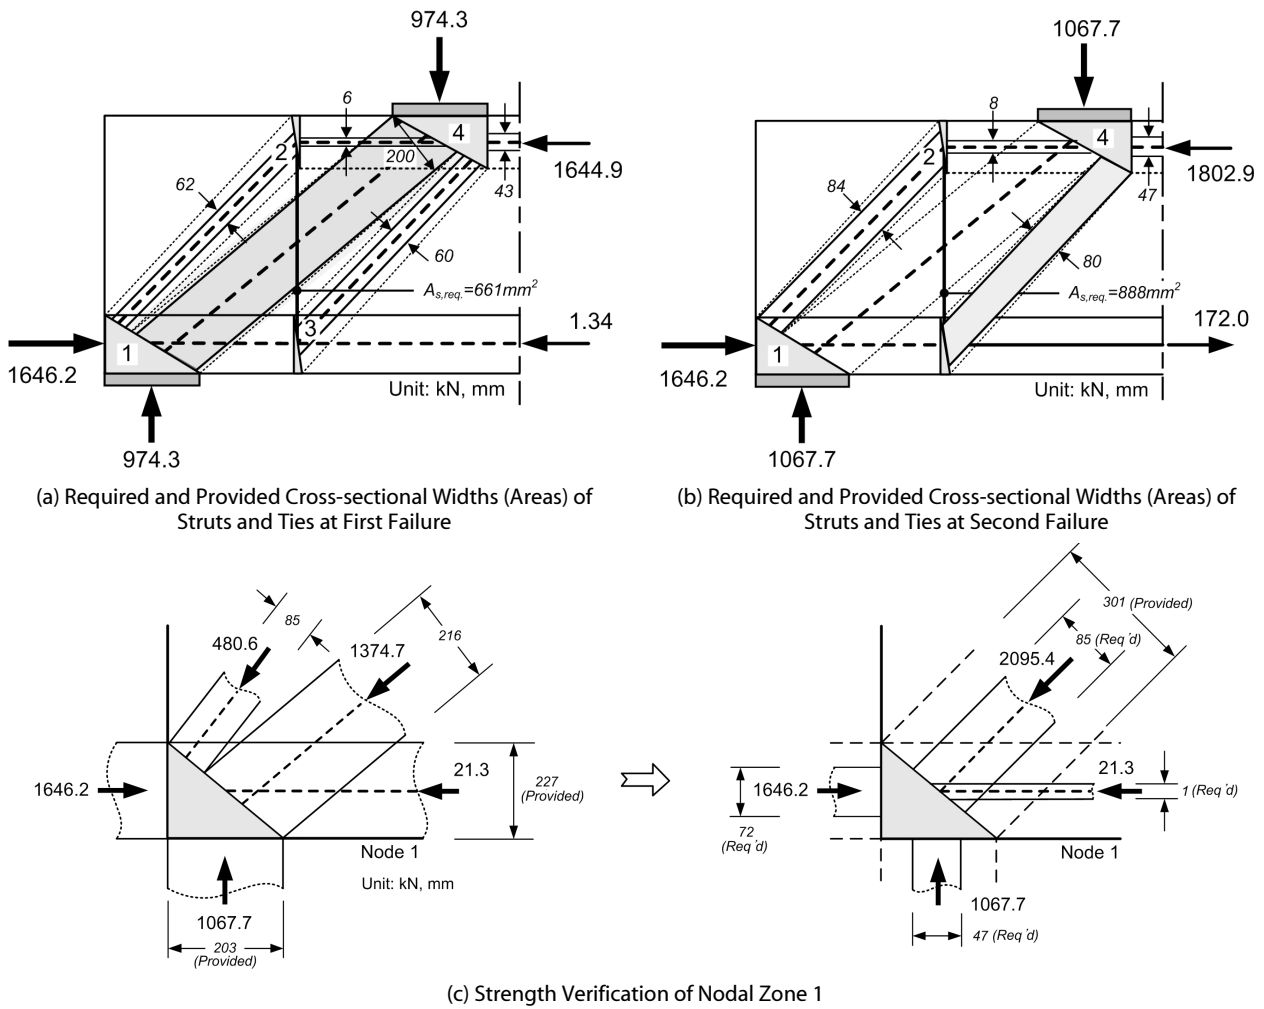 974.3
6
2
4
200
1644.9
62
43
60
As,req.=661mm²
3
1.34
1
1646.2
Unit: kN, mm
974.3
(a) Required and Provided Cross-sectional Widths (Areas) of
Struts and Ties at First Failure
1067.7
8
2
4
1802.9
84
47
80
As,req.=888mm²
172.0
1
1646.2
Unit: kN, mm
1067.7
(b) Required and Provided Cross-sectional Widths (Areas) of
Struts and Ties at Second Failure
85
480.6
1374.7
216
1646.2
21.3
227
(Provided)
Node 1
Unit: kN, mm
1067.7
203
(Provided)
301 (Provided)
85 (Req'd)
2095.4
1646.2
21.3
1 (Req'd)
72
(Req'd)
Node 1
1067.7
47 (Req'd)
(c) Strength Verification of Nodal Zone 1